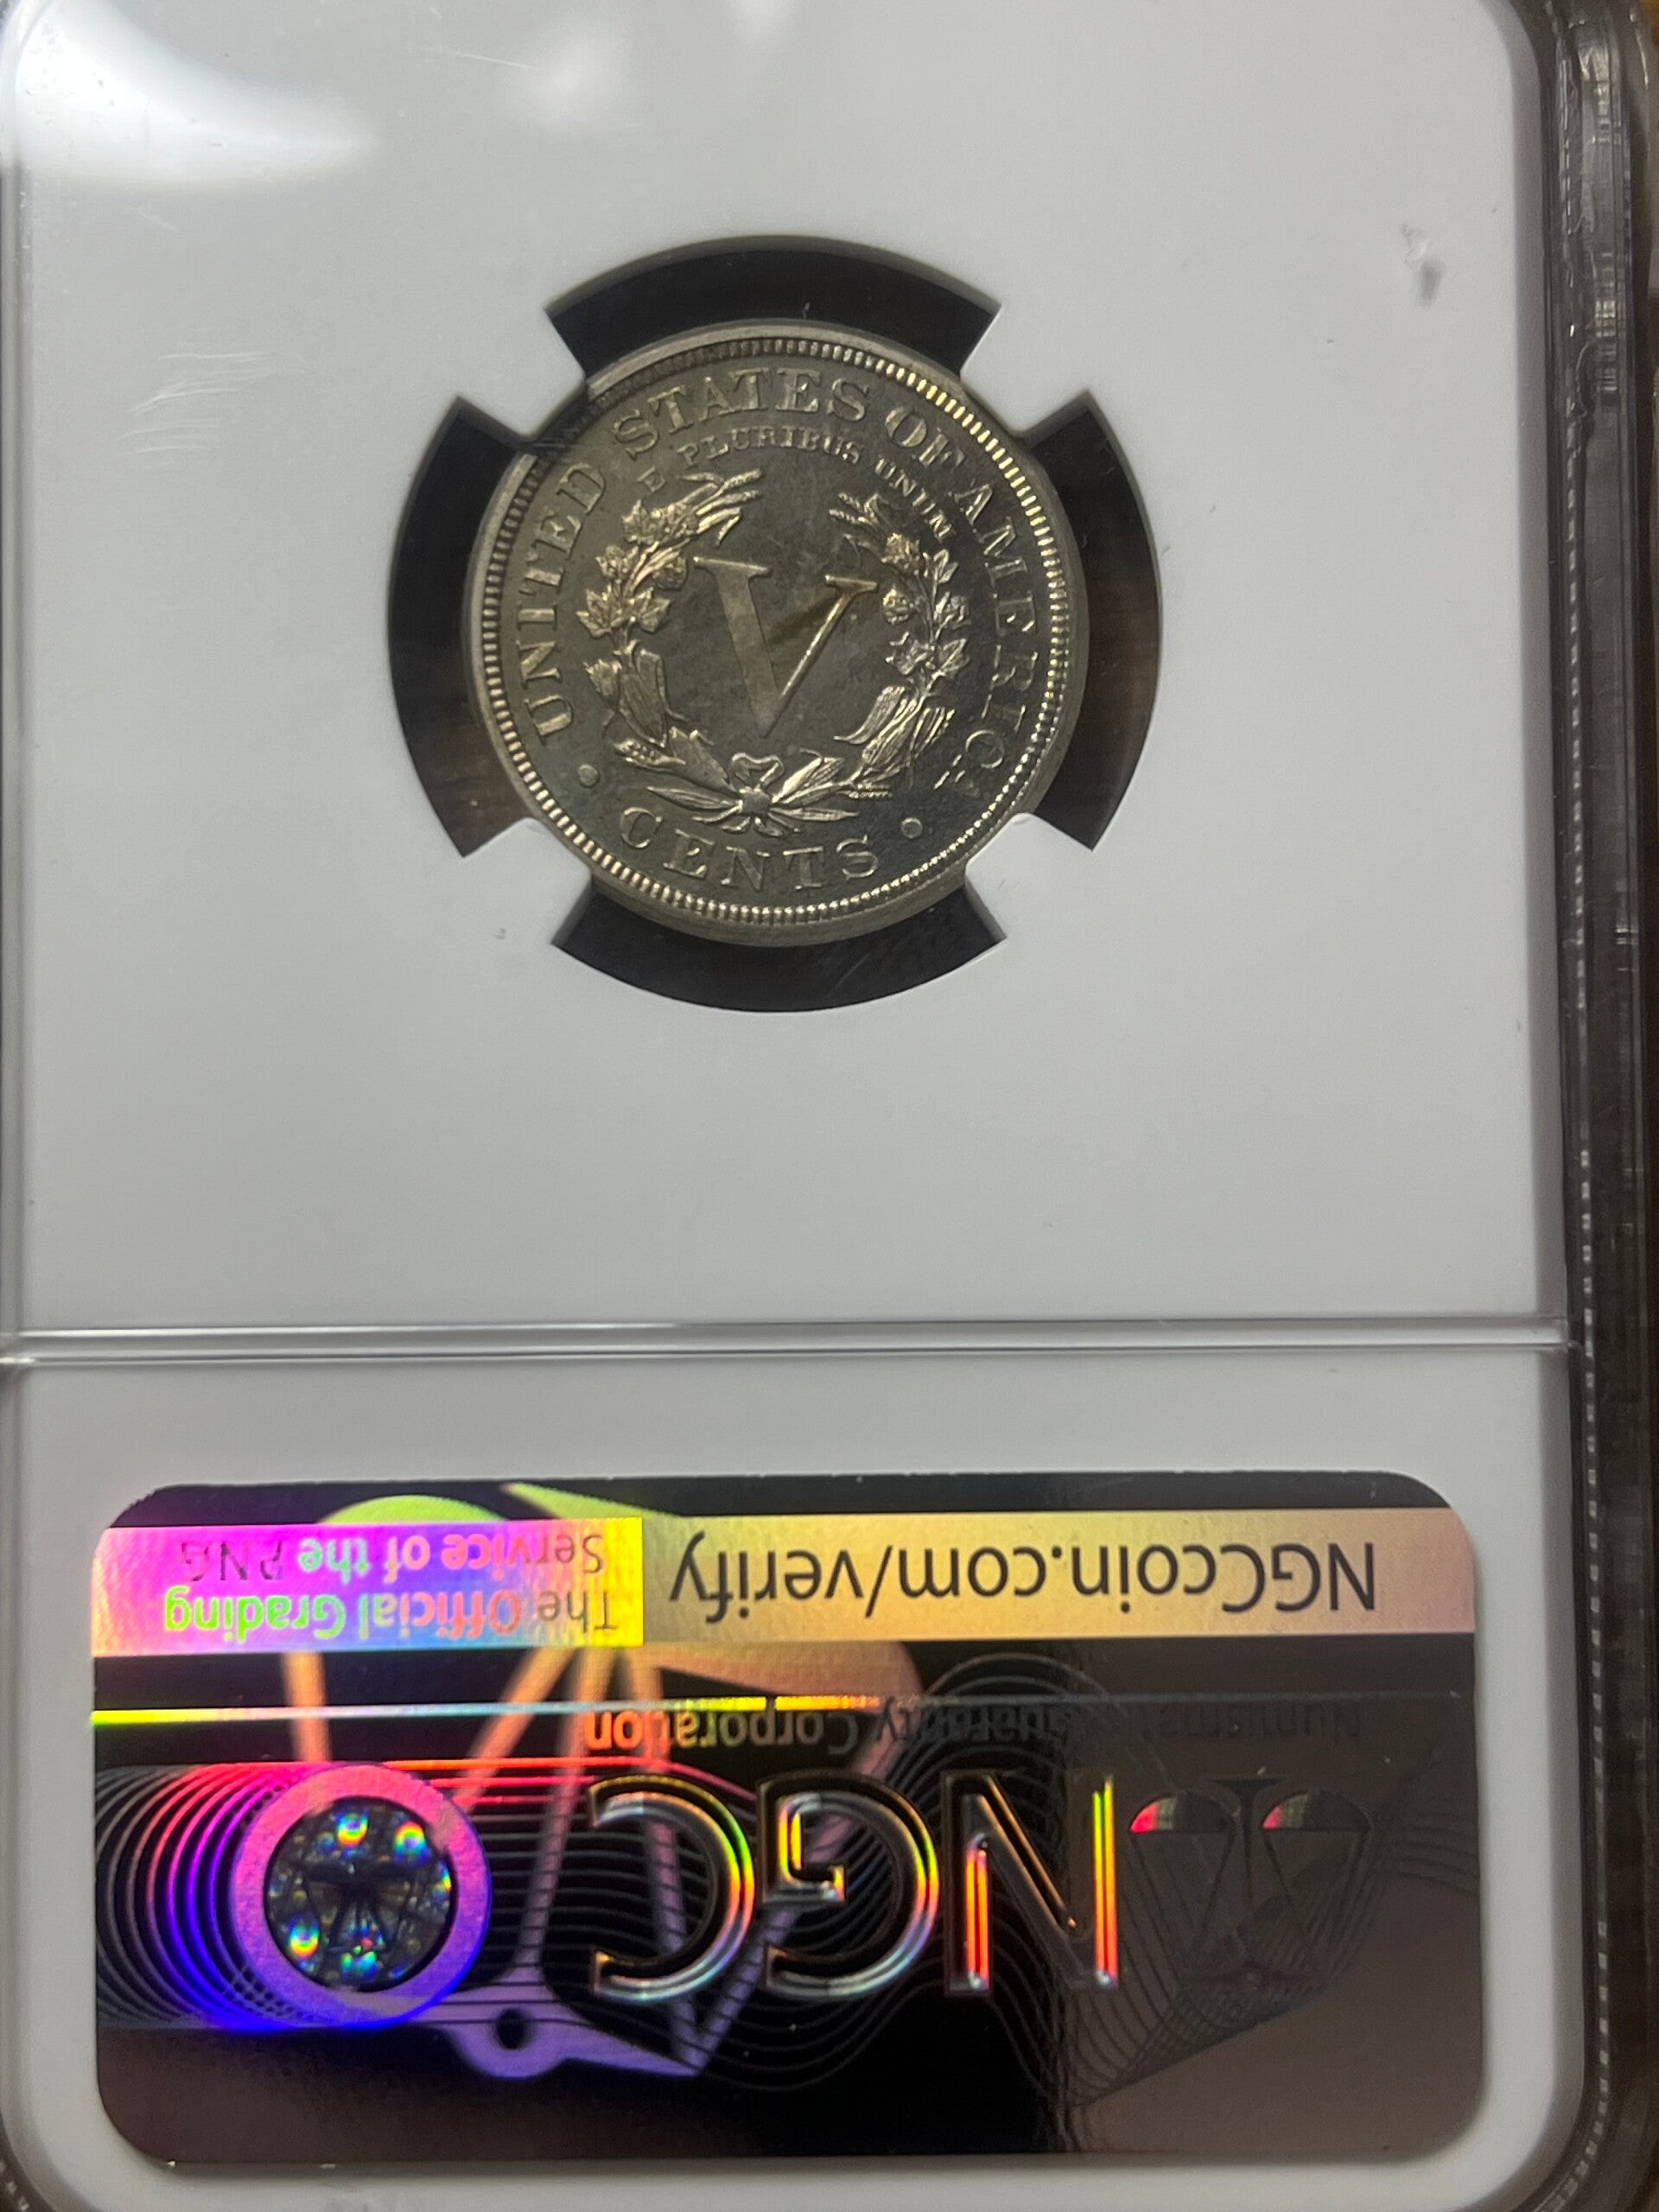 UNITED STATES OF AMERICA
E PLURIBUS UNUM
V
CENTS
The Official Grading
Service of the PNG
NGCcoin.com/verify
Numismatic Guaranty Corporation
NGC